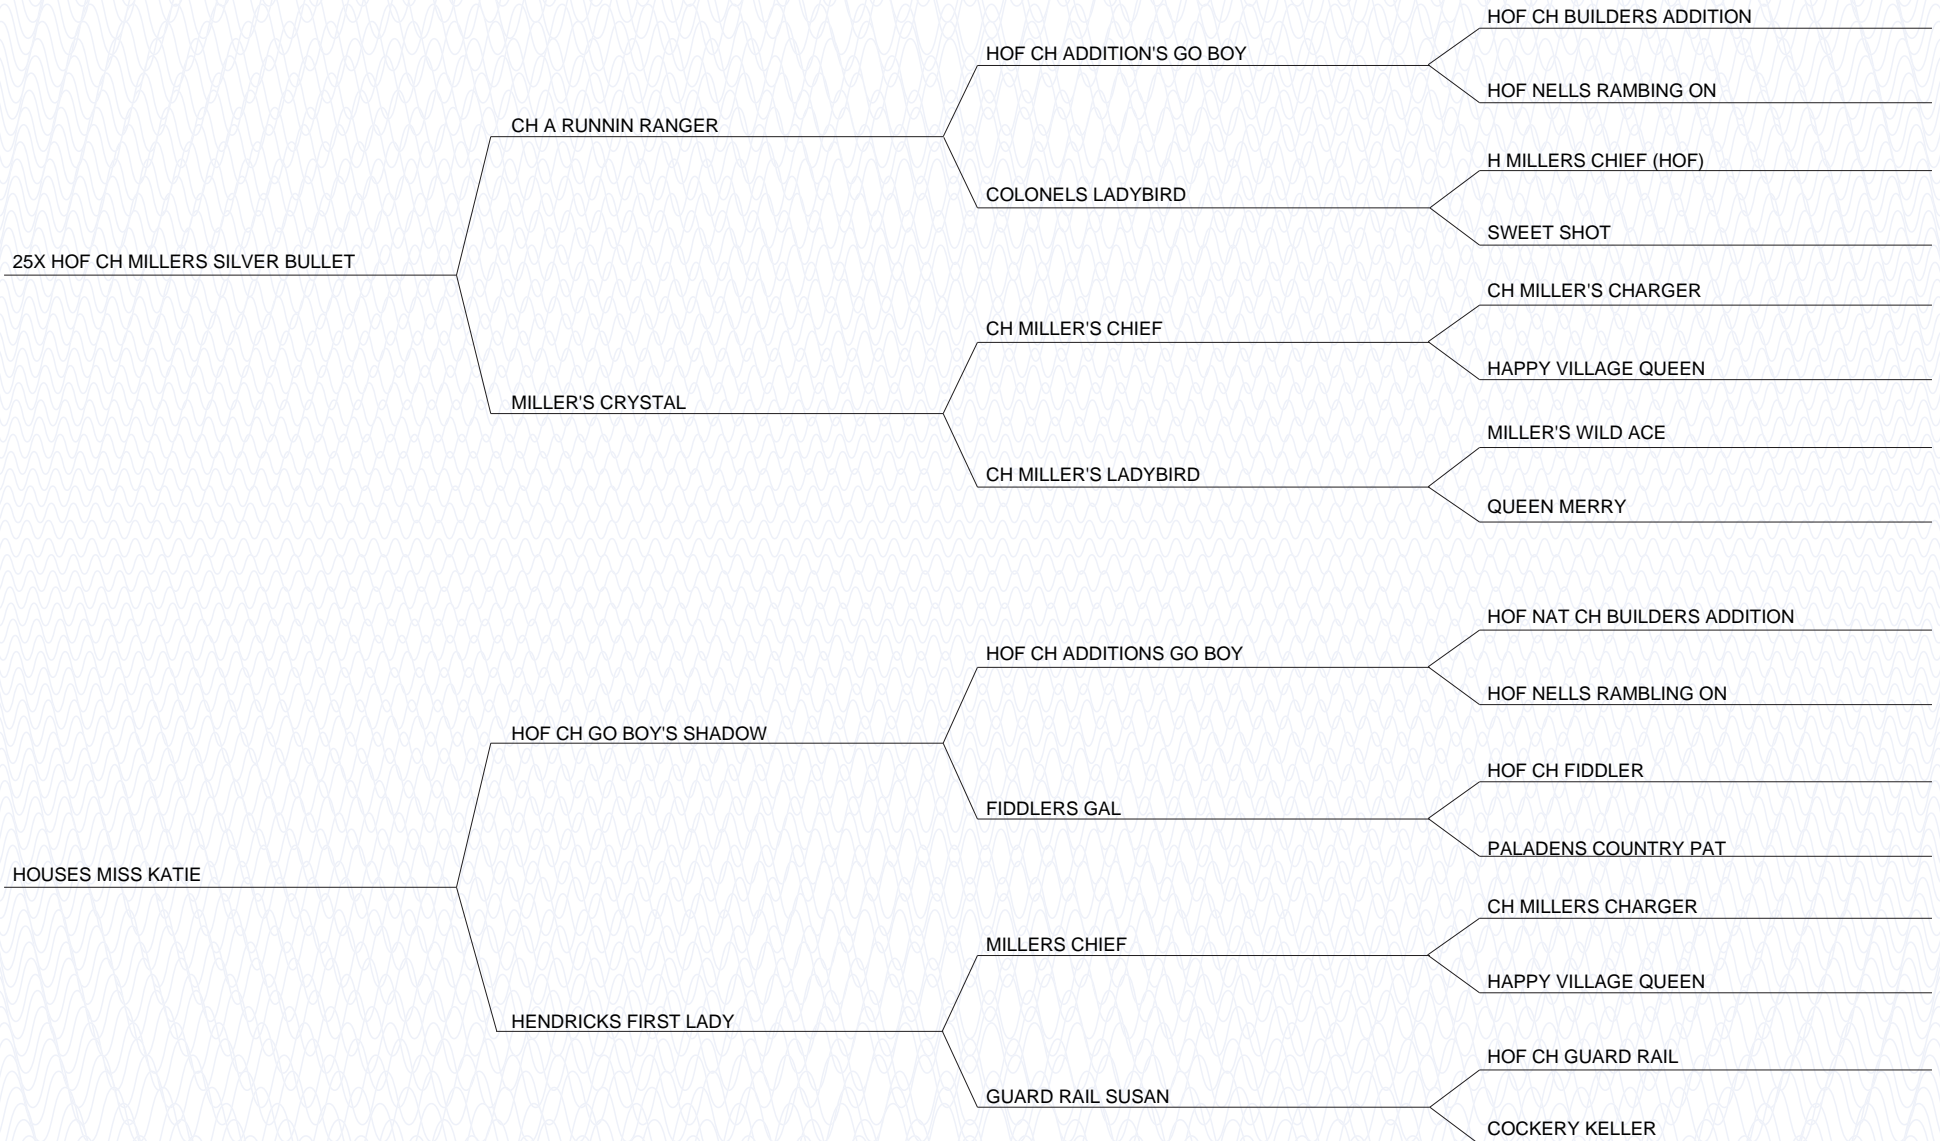 HOF CH BUILDERS ADDITION
HOF CH ADDITION'S GO BOY
HOF NELLS RAMBING ON
CH A RUNNIN RANGER
H MILLERS CHIEF (HOF)
COLONELS LADYBIRD
SWEET SHOT
25X HOF CH MILLERS SILVER BULLET
CH MILLER'S CHARGER
CH MILLER'S CHIEF
HAPPY VILLAGE QUEEN
MILLER'S CRYSTAL
MILLER'S WILD ACE
CH MILLER'S LADYBIRD
QUEEN MERRY
HOF NAT CH BUILDERS ADDITION
HOF CH ADDITIONS GO BOY
HOF NELLS RAMBLING ON
HOF CH GO BOY'S SHADOW
HOF CH FIDDLER
FIDDLERS GAL
PALADENS COUNTRY PAT
HOUSES MISS KATIE
CH MILLERS CHARGER
MILLERS CHIEF
HAPPY VILLAGE QUEEN
HENDRICKS FIRST LADY
HOF CH GUARD RAIL
GUARD RAIL SUSAN
COCKERY KELLER